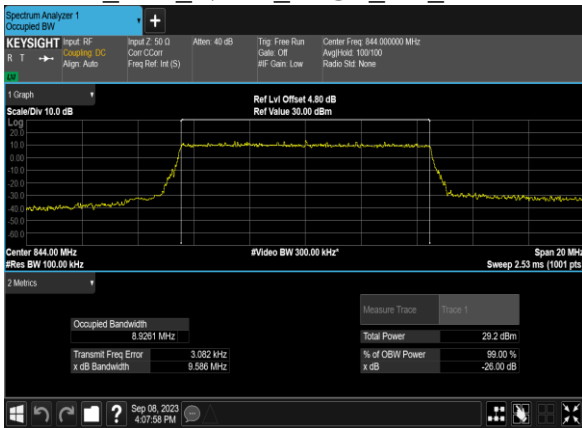 Spectrum Analyzer 1
Occupied BW
+
KEYSIGHT Input: RF Input Z: 50 Ω Atten: 40 dB Trig: Free Run Center Freq: 844.000000 MHz
R T Coupling: DC Corr CCorr Gate: Off Avg|Hold: 100/100
Align: Auto Freq Ref: Int (S) #IF Gain: Low Radio Std: None
LW
1 Graph Ref Lvl Offset 4.80 dB
Scale/Div 10.0 dB Ref Value 30.00 dBm
Log
20.0
10.0
0.00
-10.0
-20.0
-30.0
-40.0
-50.0
-60.0
Center 844.00 MHz #Video BW 300.00 kHz* Span 20 MHz
#Res BW 100.00 kHz Sweep 2.53 ms (1001 pts)
2 Metrics
Measure Trace Trace 1
Occupied Bandwidth
8.9261 MHz Total Power 29.2 dBm
Transmit Freq Error 3.082 kHz % of OBW Power 99.00 %
x dB Bandwidth 9.586 MHz x dB -26.00 dB
? Sep 08, 2023
4:07:58 PM